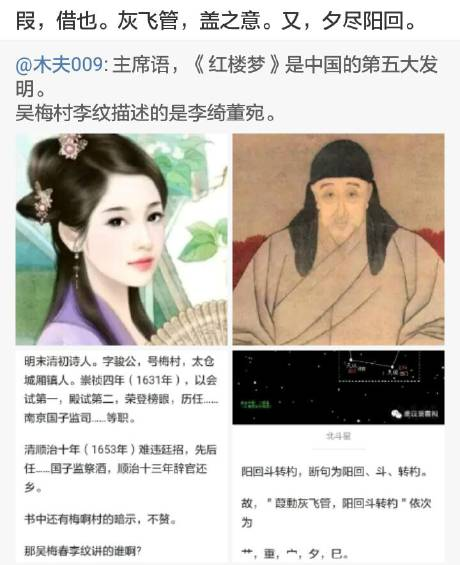 叚，借也。灰飞管，盖之意。又，夕尽阳回。
@木夫009: 主席语，《红楼梦》是中国的第五大发
明。
吴梅村李纹描述的是李绮董宛。
明末清初诗人。字骏公，号梅村，太仓
城厢镇人。崇祯四年（1631年），以会
试第一，殿试第二，荣登榜眼，历任……
南京国子监司……等职。
清顺治十年（1653年）难违廷招，先后
任……国子监祭酒，顺治十三年辞官还
乡。
书中还有梅啊村的暗示，不赘。
那吴梅春李纹讲的谁啊？
北斗星
阳回斗转杓，断句为阳回、斗、转杓。
故，"葭動灰飞管，阳回斗转杓"依次
为
艹，重，宀，夕，巳。